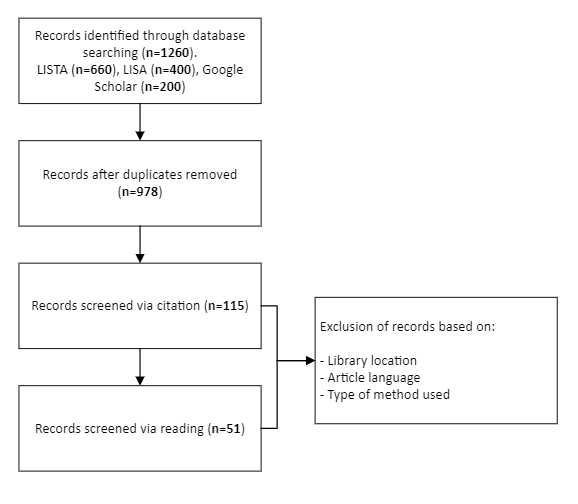 Records identified through database
searching (n=1260).
LISTA (n=660), LISA (n=400), Google
Scholar (n=200)
Records after duplicates removed
(n=978)
Records screened via citation (n=115)
Exclusion of records based on:
- Library location
- Article language
- Type of method used
Records screened via reading (n=51)